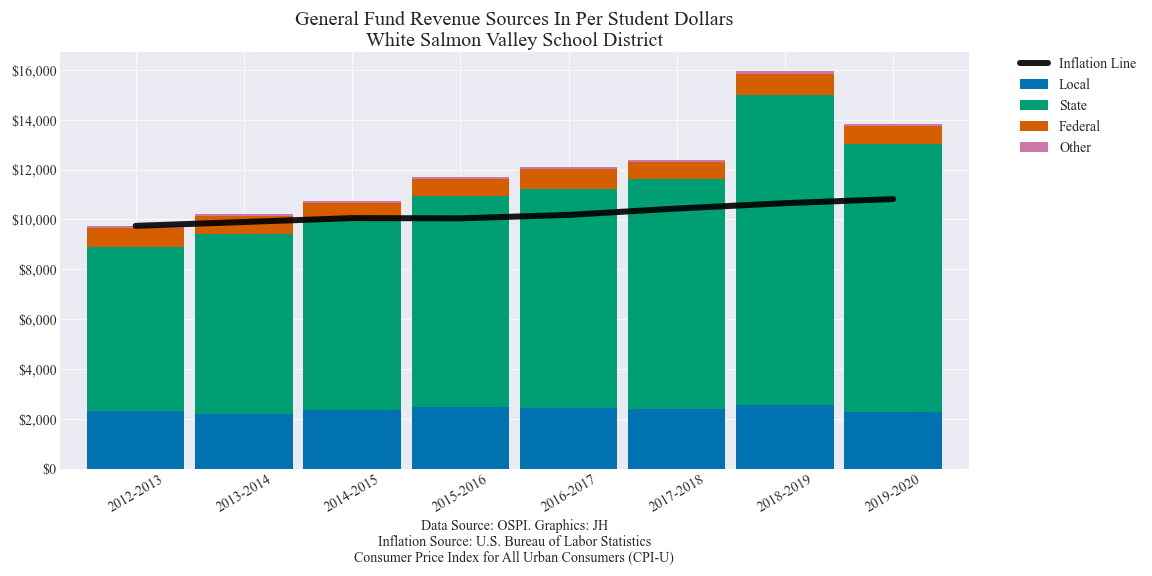 General Fund Revenue Sources In Per Student Dollars
White Salmon Valley School District
$16,000
$14,000
$12,000
$10,000
$8,000
$6,000
$4,000
$2,000
$0
Inflation Line
Local
State
Federal
Other
2012-2013
2013-2014
2014-2015
2015-2016
2016-2017
2017-2018
2018-2019
2019-2020
Data Source: OSPI. Graphics: JH
Inflation Source: U.S. Bureau of Labor Statistics
Consumer Price Index for All Urban Consumers (CPI-U)